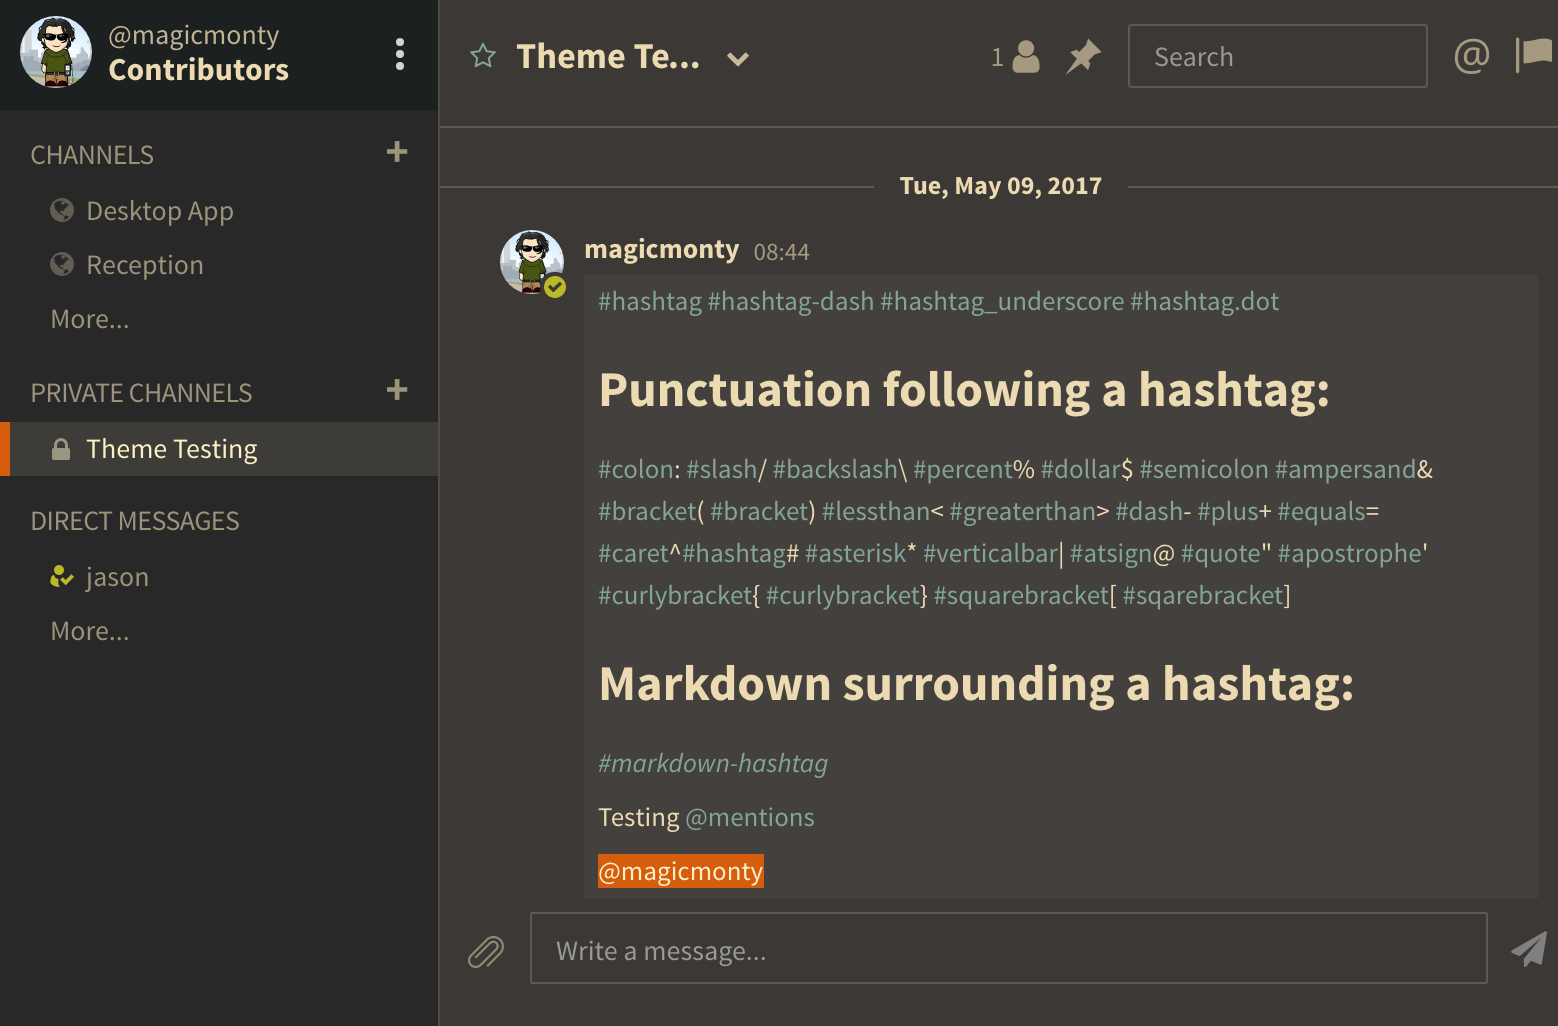 @magicmonty
Contributors
CHANNELS
Desktop App
Reception
More...
PRIVATE CHANNELS
Theme Testing
DIRECT MESSAGES
jason
More...
Theme Te...
1
Search
@
Tue, May 09, 2017
magicmonty 08:44
#hashtag #hashtag-dash #hashtag_underscore #hashtag.dot
Punctuation following a hashtag:
#colon: #slash/ #backslash\ #percent% #dollar$ #semicolon #ampersand&
#bracket( #bracket) #lessthan< #greaterthan> #dash- #plus+ #equals=
#caret^#hashtag# #asterisk* #verticalbar| #atsign@ #quote" #apostrophe'
#curlybracket{ #curlybracket} #squarebracket[ #sqarebracket]
Markdown surrounding a hashtag:
#markdown-hashtag
Testing @mentions
@magicmonty
Write a message...